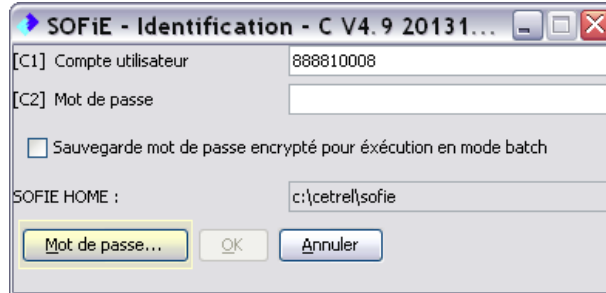 SOFiE - Identification - C V4.9 20131...
[C1] Compte utilisateur 888810008
[C2] Mot de passe
Sauvegarde mot de passe encrypté pour éxécution en mode batch
SOFIE HOME : c:\cetrel\sofie
Mot de passe... OK Annuler